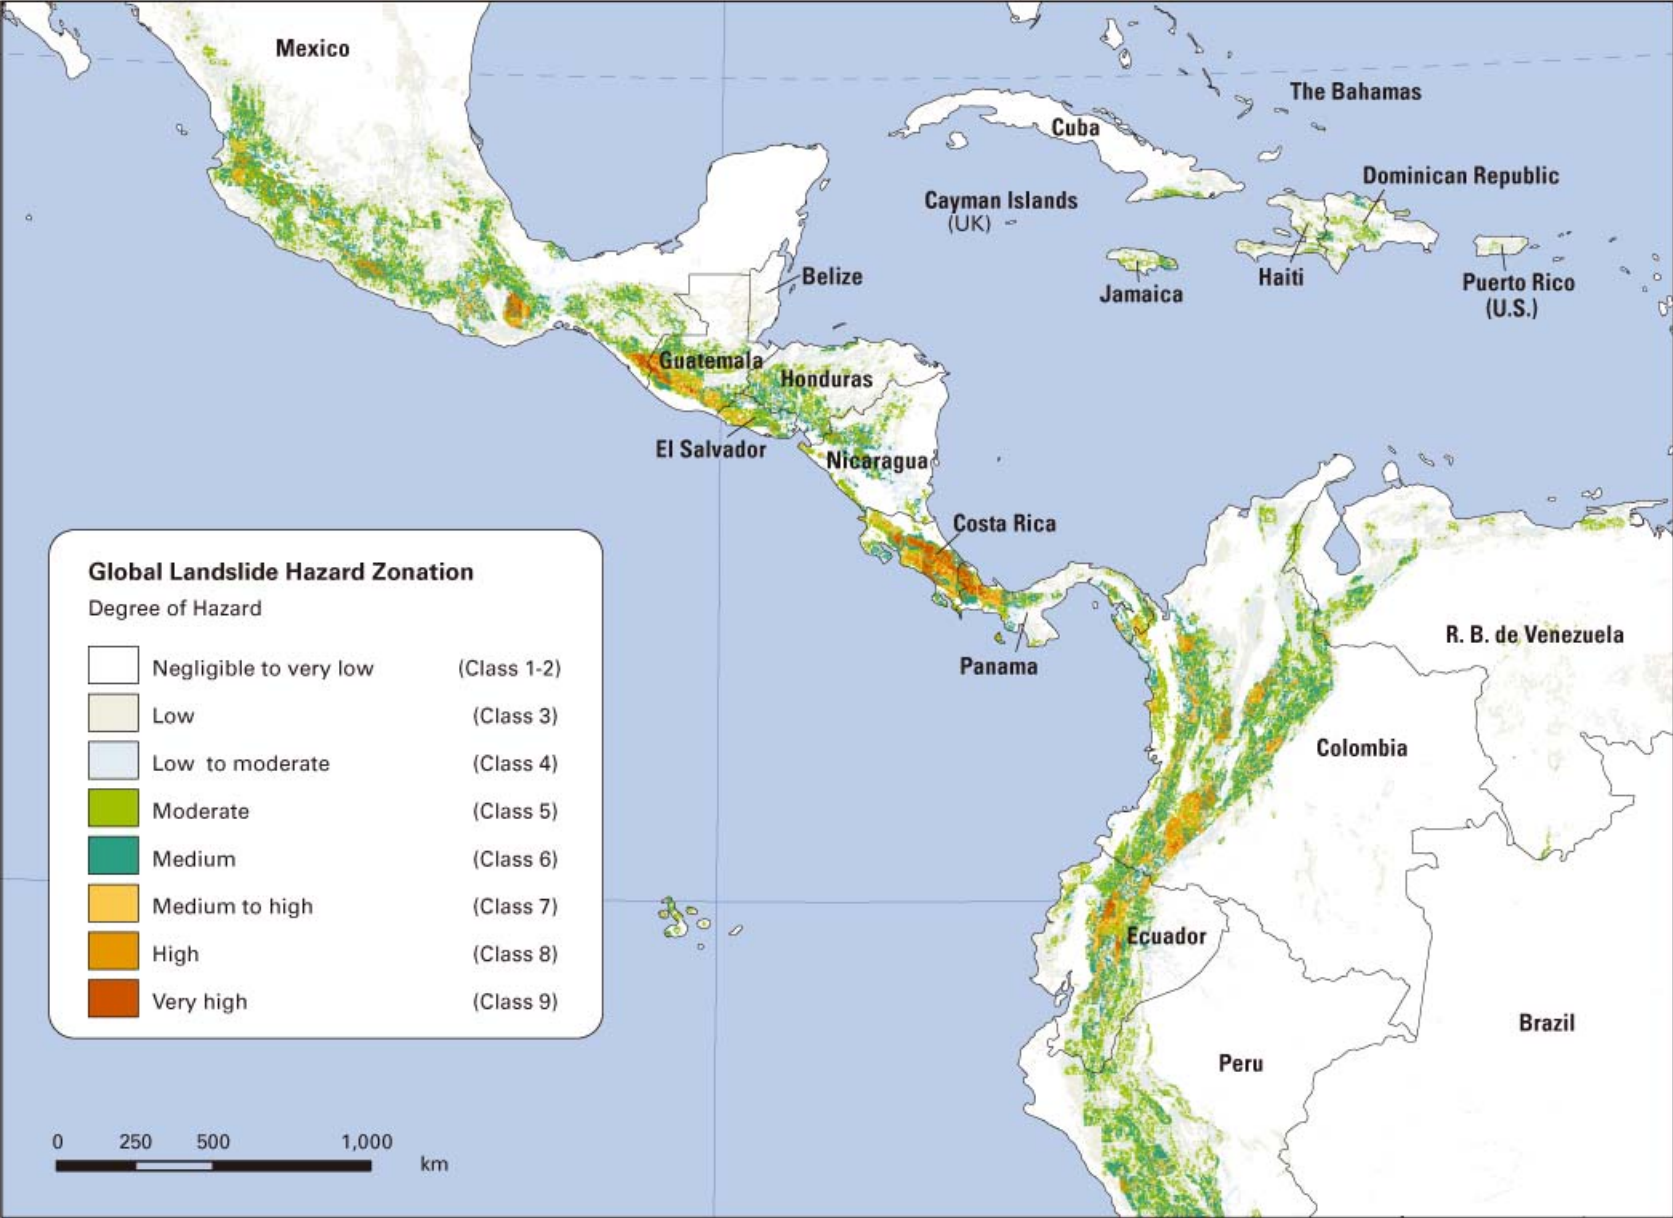 Mexico
The Bahamas
Cuba
Dominican Republic
Cayman Islands
(UK)
Belize
Haiti
Jamaica
Puerto Rico
(U.S.)
Guatemala
Honduras
El Salvador
Nicaragua
Costa Rica
Panama
R. B. de Venezuela
Colombia
Ecuador
Peru
Brazil
Global Landslide Hazard Zonation
Degree of Hazard
Negligible to very low (Class 1-2)
Low (Class 3)
Low to moderate (Class 4)
Moderate (Class 5)
Medium (Class 6)
Medium to high (Class 7)
High (Class 8)
Very high (Class 9)
0 250 500 1,000
km